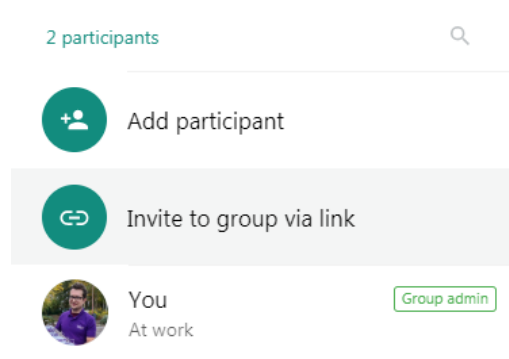 2 participants
Add participant
Invite to group via link
You
Group admin
At work